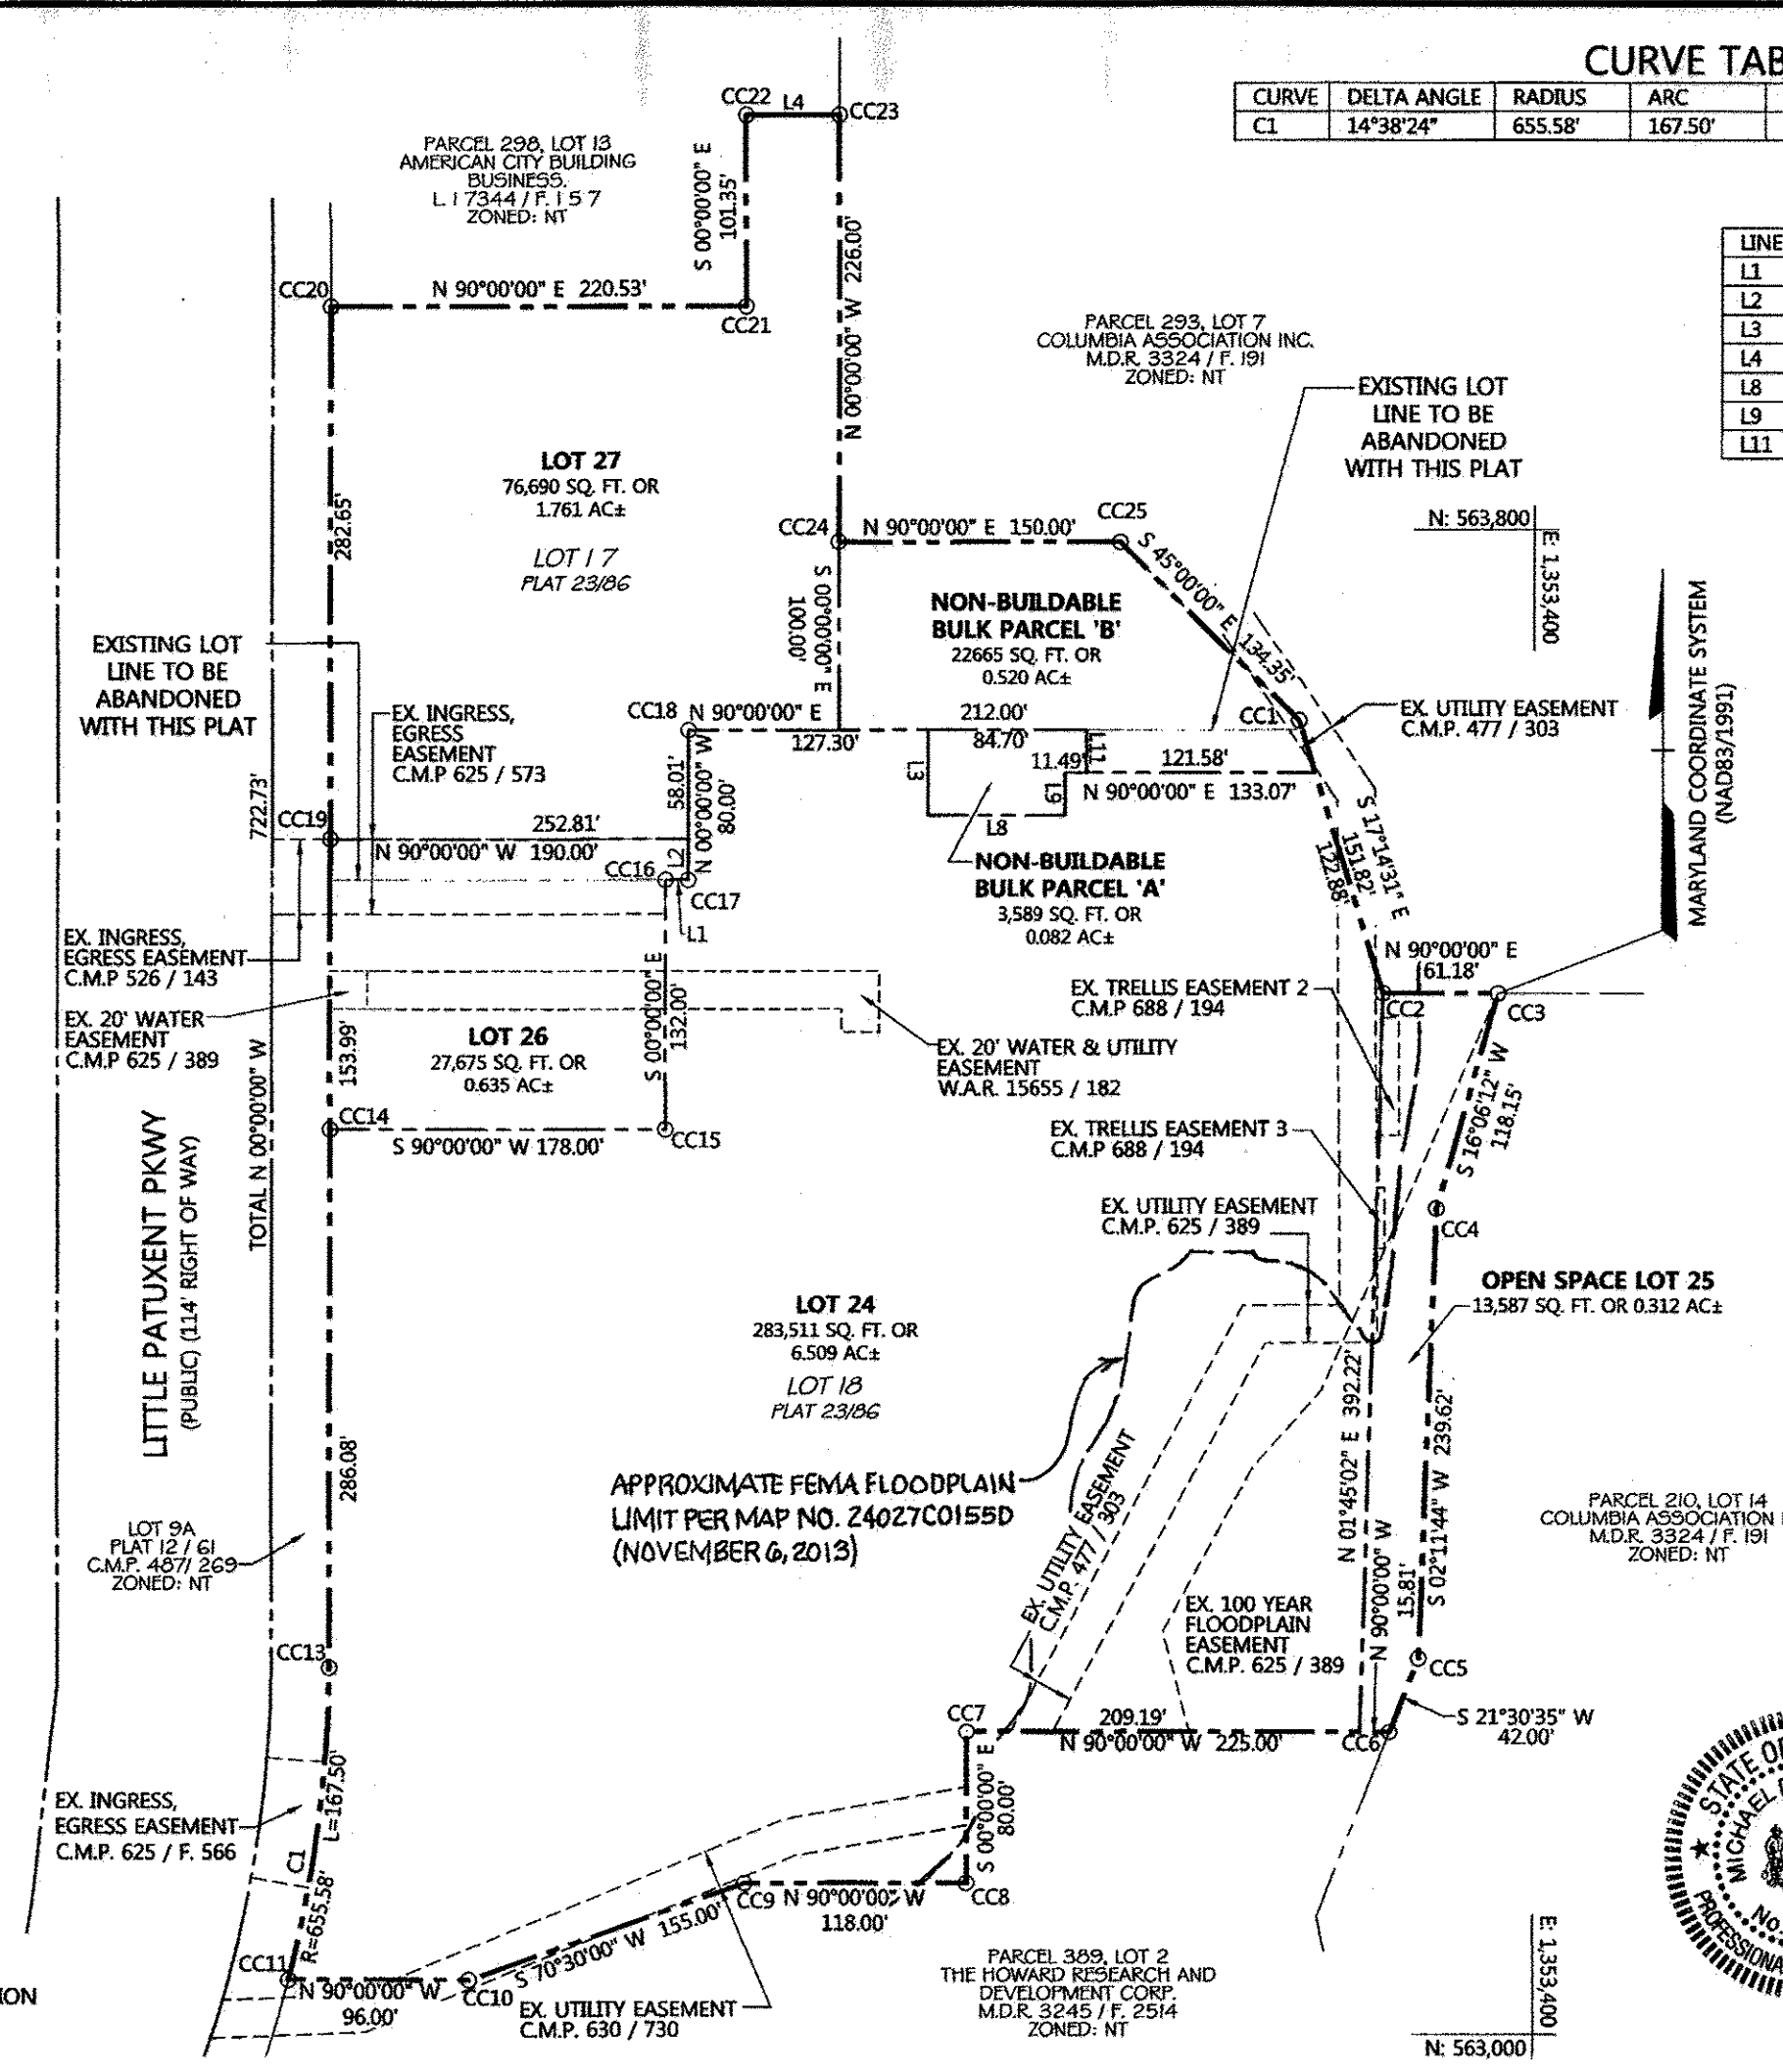 CURVE TAB
CURVE DELTA ANGLE RADIUS ARC
C1 14°38'24" 655.58' 167.50'
LINE
L1
L2
L3
L4
L8
L9
L11
CC22 L4 CC23
PARCEL 298, LOT 13
AMERICAN CITY BUILDING
BUSINESS.
L. 17344 / F. 157
ZONED: NT
S 00°00'00" E
101.35'
N 00°00'00" W 226.00'
CC20
N 90°00'00" E 220.53'
CC21
PARCEL 293, LOT 7
COLUMBIA ASSOCIATION INC.
M.D.R. 3324 / F. 191
ZONED: NT
EXISTING LOT
LINE TO BE
ABANDONED
WITH THIS PLAT
LOT 27
76,690 SQ. FT. OR
1.761 AC±
LOT 17
PLAT 23/86
282.65'
CC24 N 90°00'00" E 150.00'
CC25
N: 563,800
E: 1,353,400
S 45°00'00" E 134.35'
S 00°00'00" E
100.00'
NON-BUILDABLE
BULK PARCEL 'B'
22665 SQ. FT. OR
0.520 AC±
MARYLAND COORDINATE SYSTEM
(NAD83/1991)
EXISTING LOT
LINE TO BE
ABANDONED
WITH THIS PLAT
EX. INGRESS,
EGRESS
EASEMENT
C.M.P 625 / 573
CC18 N 90°00'00" E 212.00'
127.30' 84.70'
CC1
EX. UTILITY EASEMENT
C.M.P. 477 / 303
L3
11.49'
L11
121.58'
L9
N 90°00'00" E 133.07'
L8
58.01'
N 00°00'00" W
80.00'
722.73'
CC19
252.81'
N 90°00'00" W 190.00'
CC16
L2
CC17
L1
NON-BUILDABLE
BULK PARCEL 'A'
3,589 SQ. FT. OR
0.082 AC±
S 17°14'31" E
151.82'
122.88'
EX. INGRESS,
EGRESS EASEMENT
C.M.P 526 / 143
EX. 20' WATER
EASEMENT
C.M.P 625 / 389
N 90°00'00" E
61.18'
CC2
CC3
EX. TRELLIS EASEMENT 2
C.M.P 688 / 194
S 00°00'00" E
132.00'
LOT 26
27,675 SQ. FT. OR
0.635 AC±
153.99'
EX. 20' WATER & UTILITY
EASEMENT
W.A.R. 15655 / 182
S 16°06'12" W
118.15'
CC14
S 90°00'00" W 178.00'
CC15
EX. TRELLIS EASEMENT 3
C.M.P 688 / 194
LITTLE PATUXENT PKWY
(PUBLIC) (114' RIGHT OF WAY)
TOTAL N 00°00'00" W
EX. UTILITY EASEMENT
C.M.P. 625 / 389
CC4
OPEN SPACE LOT 25
13,587 SQ. FT. OR 0.312 AC±
LOT 24
283,511 SQ. FT. OR
6.509 AC±
LOT 18
PLAT 23/86
N 01°45'02" E 392.22'
S 02°11'44" W 239.62'
286.08'
APPROXIMATE FEMA FLOODPLAIN
LIMIT PER MAP NO. 24027C0155D
(NOVEMBER 6, 2013)
EX. UTILITY EASEMENT
C.M.P. 477 / 303
PARCEL 210, LOT 14
COLUMBIA ASSOCIATION I
M.D.R. 3324 / F. 191
ZONED: NT
LOT 9A
PLAT 12 / 61
C.M.P. 487/ 269
ZONED: NT
N 90°00'00" W
15.81'
EX. 100 YEAR
FLOODPLAIN
EASEMENT
C.M.P. 625 / 389
CC13
CC5
CC7
209.19'
N 90°00'00" W 225.00'
CC6
S 21°30'35" W
42.00'
S 00°00'00" E
80.00'
EX. INGRESS,
EGRESS EASEMENT
C.M.P. 625 / F. 566
L=167.50'
C1
R=655.58'
CC9 N 90°00'00" W
118.00'
CC8
S 70°30'00" W 155.00'
CC11
N 90°00'00" W
96.00'
CC10
EX. UTILITY EASEMENT
C.M.P. 630 / 730
PARCEL 389, LOT 2
THE HOWARD RESEARCH AND
DEVELOPMENT CORP.
M.D.R. 3245 / F. 2514
ZONED: NT
E: 1,353,400
N: 563,000
ION
STATE OF
MICHAEL
No.
PROFESSIONA